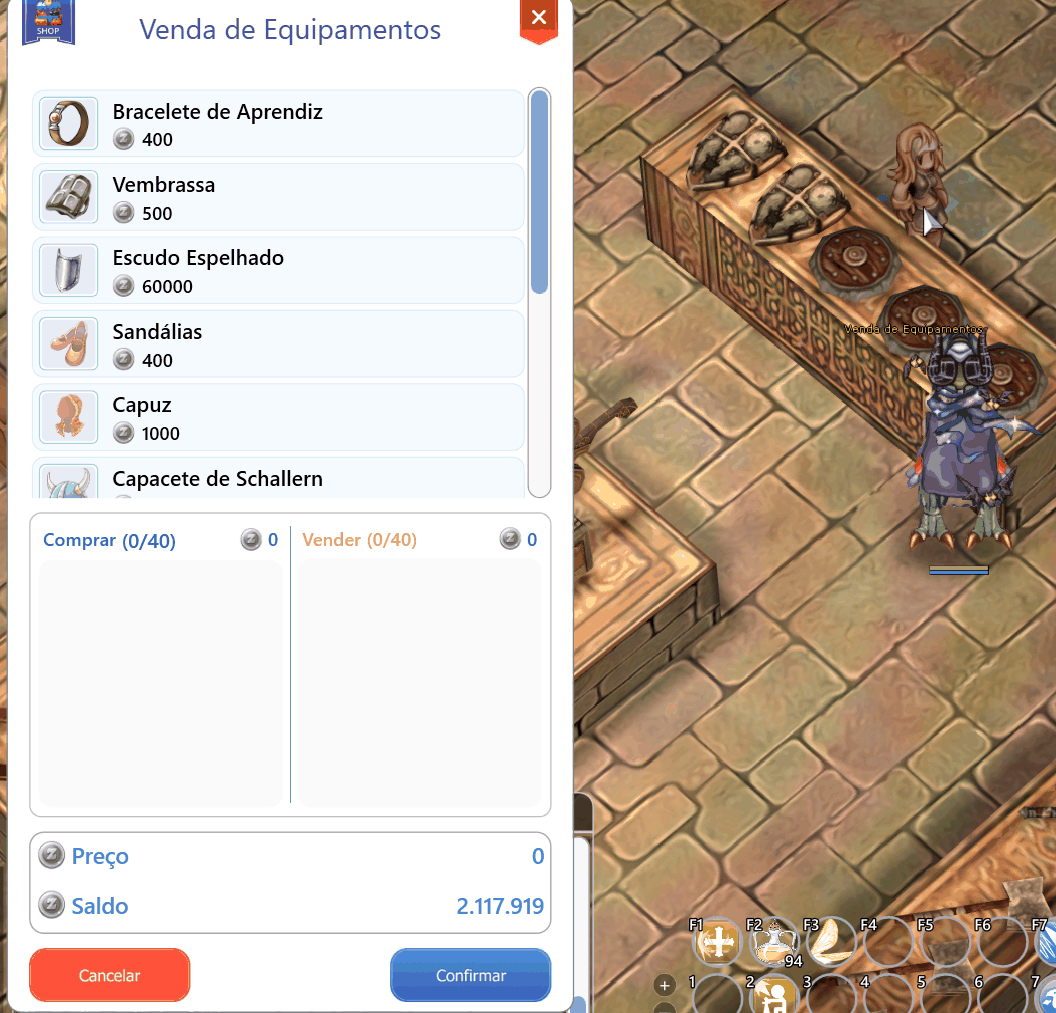 SHOP
Venda de Equipamentos
Bracelete de Aprendiz
400
Vembrassa
500
Escudo Espelhado
60000
Sandálias
400
Capuz
1000
Capacete de Schallern
Comprar (0/40) 0
Vender (0/40) 0
Preço 0
Saldo 2.117.919
Cancelar
Confirmar
Venda de Equipamentos
F1 F2 F3 F4 F5 F6 F7
94
1 2 3 4 5 6 7